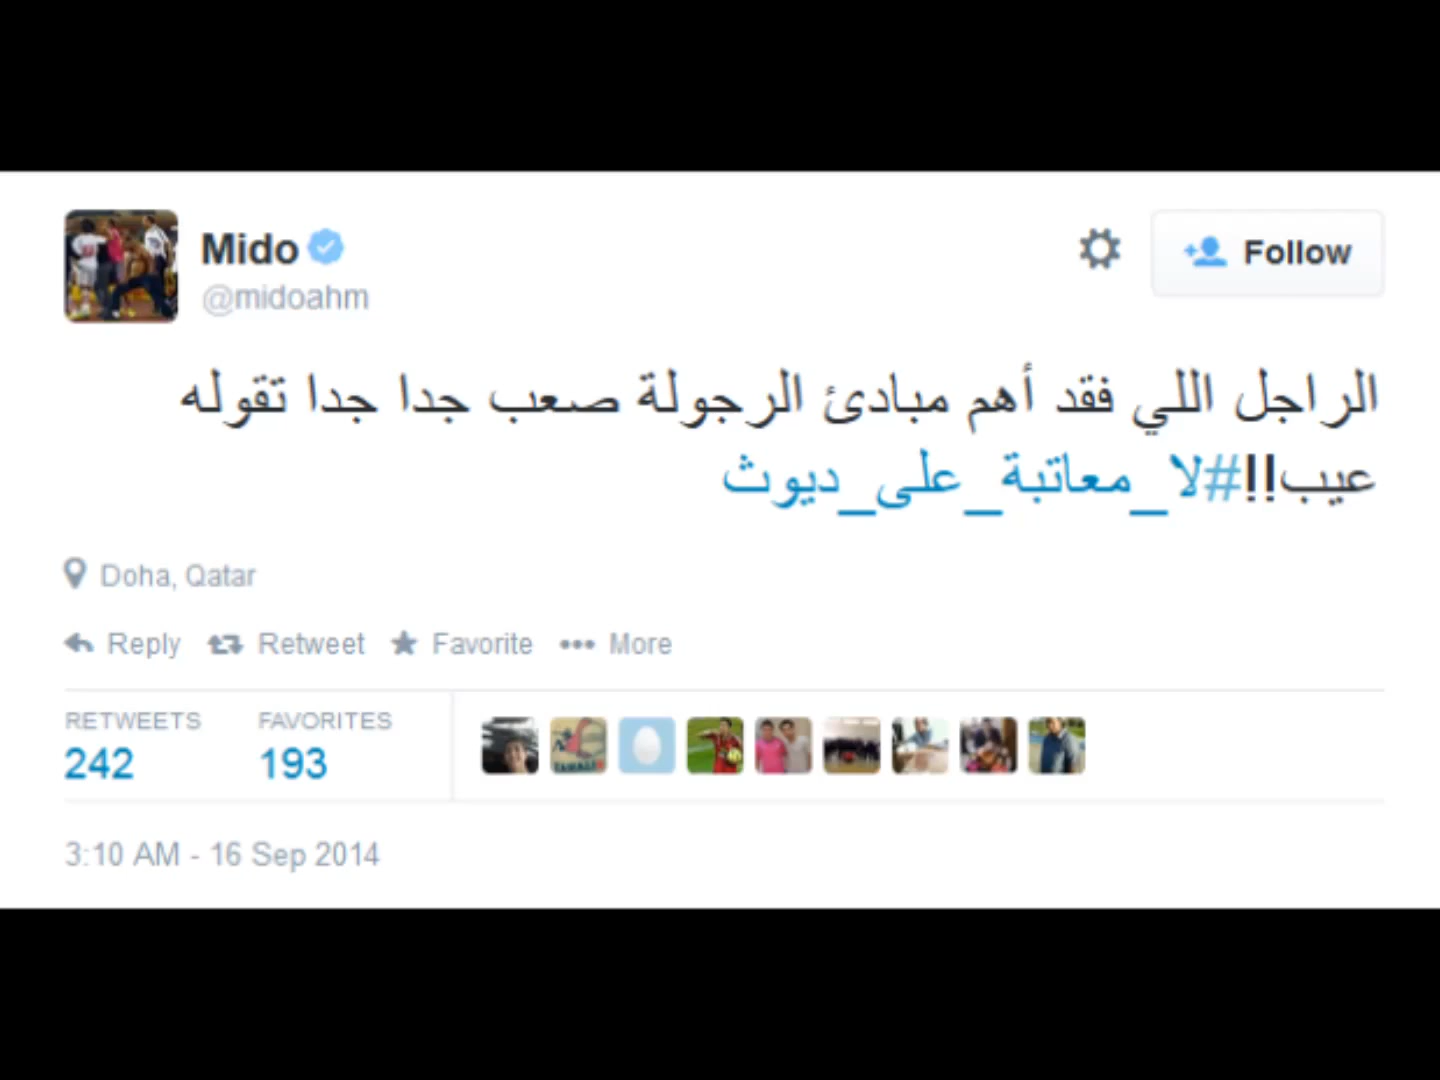 Mido
@midoahm
Follow
الراجل اللي فقد أهم مبادئ الرجولة صعب جدا جدا تقوله
عيب!!#لا_معاتبة_على_ديوث
Doha, Qatar
Reply Retweet Favorite More
RETWEETS FAVORITES
242 193
3:10 AM - 16 Sep 2014